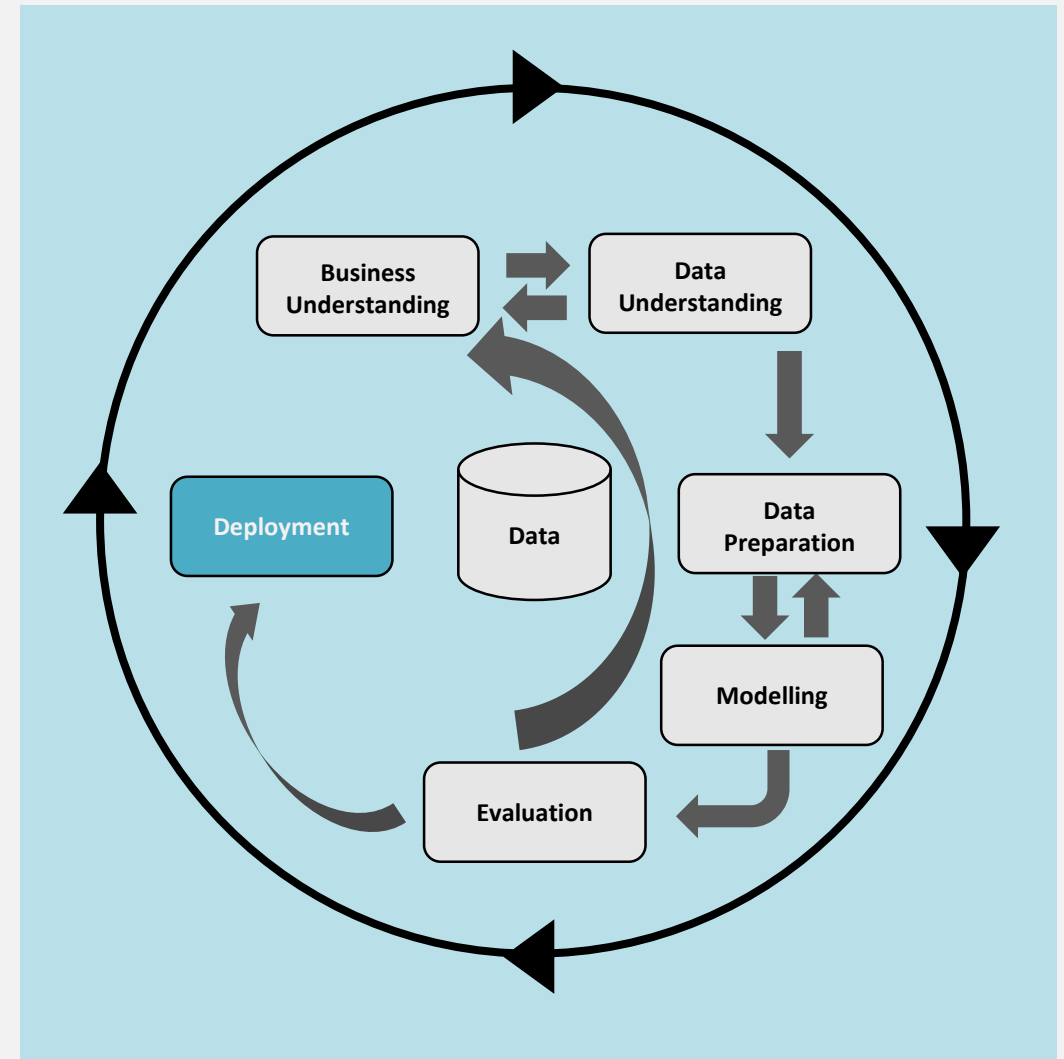 Business
Understanding
Data
Understanding
Deployment
Data
Data
Preparation
Modelling
Evaluation